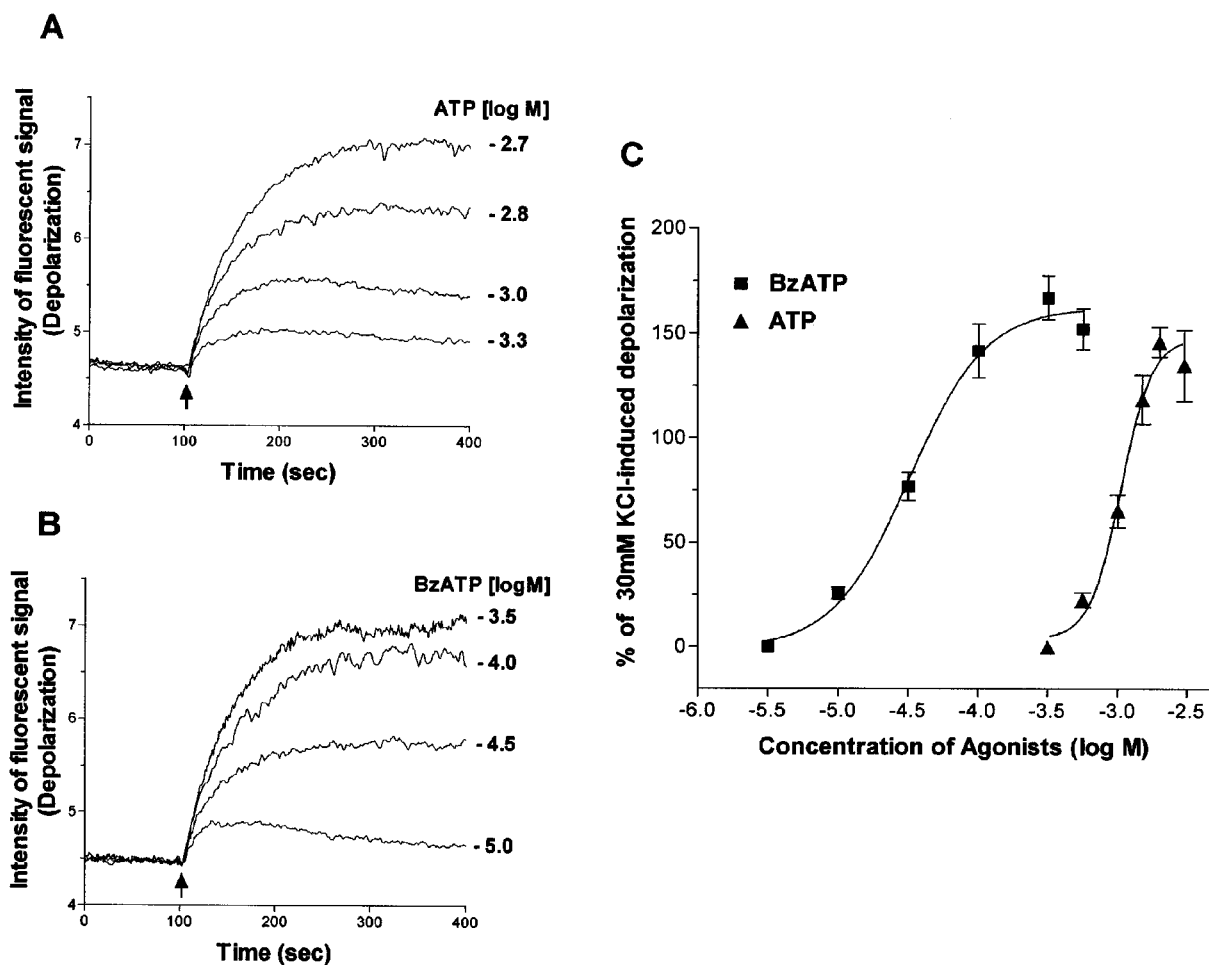 A
Intensity of fluorescent signal
(Depolarization)
ATP [log M]
7
6
5
4
- 2.7
- 2.8
- 3.0
- 3.3
0 100 200 300 400
Time (sec)
B
Intensity of fluorescent signal
(Depolarization)
BzATP [logM]
7
6
5
4
- 3.5
- 4.0
- 4.5
- 5.0
0 100 200 300 400
Time (sec)
C
% of 30mM KCl-induced depolarization
200
150
100
50
0
BzATP
ATP
-6.0 -5.5 -5.0 -4.5 -4.0 -3.5 -3.0 -2.5
Concentration of Agonists (log M)